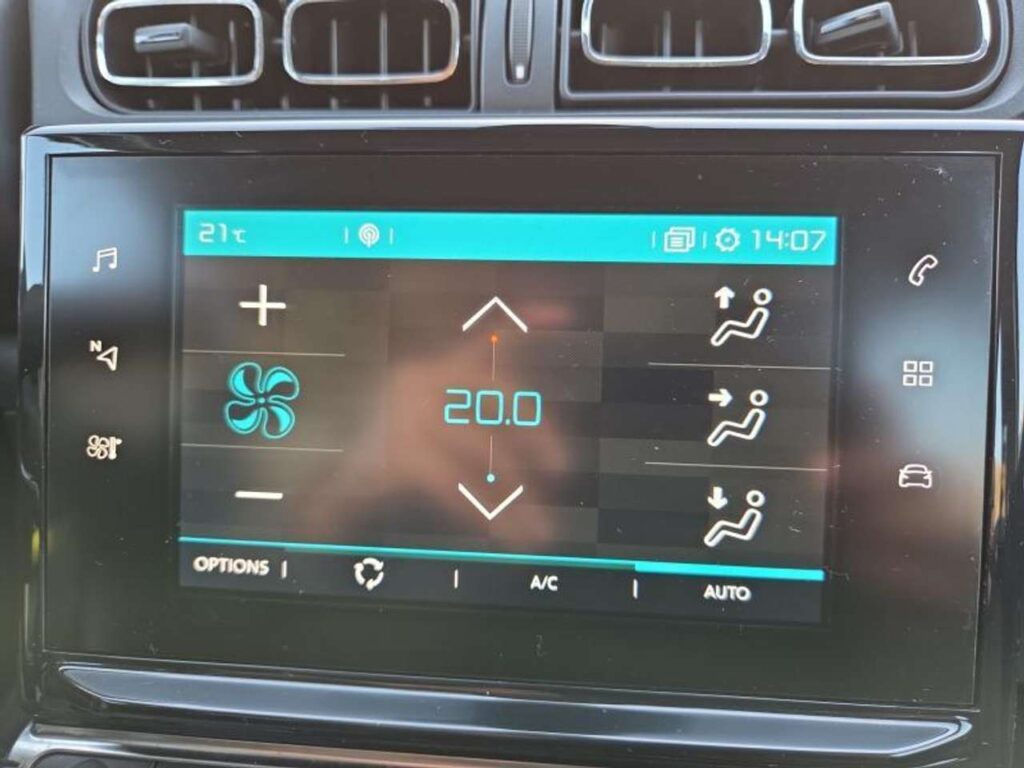 21°C 14:07
N
20.0
OPTIONS A/C AUTO